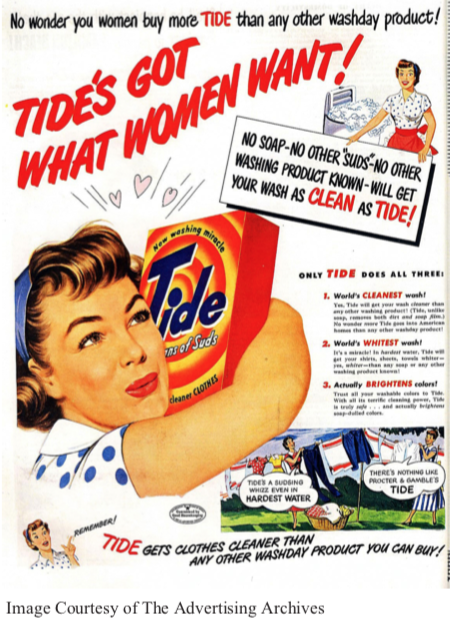 No wonder you women buy more TIDE than any other washday product!
TIDE'S GOT
WHAT WOMEN WANT!
NO SOAP-NO OTHER "SUDS"-NO OTHER
WASHING PRODUCT KNOWN-WILL GET
YOUR WASH AS CLEAN AS TIDE!
New washing miracle
Tide
ns of Suds
cleaner CLOTHES
ONLY TIDE DOES ALL THREE:
1. World's CLEANEST wash!
Yes, Tide will get your wash cleaner than
any other washing product! (Tide, unlike
soap, removes both dirt and soap film.)
No wonder more Tide goes into American
homes than any other washday product!
2. World's WHITEST wash!
It's a miracle! In hardest water, Tide will
get your shirts, sheets, towels whiter—
yes, whiter—than any soap or any other
washing product known!
3. Actually BRIGHTENS colors!
Trust all your washable colors to Tide.
With all its terrific cleaning power, Tide
is truly safe . . . and actually brightens
soap-dulled colors.
TIDE'S A SUDSING
WHIZZ EVEN IN
HARDEST WATER
THERE'S NOTHING LIKE
PROCTER & GAMBLE'S
TIDE
REMEMBER!
TIDE GETS CLOTHES CLEANER THAN
ANY OTHER WASHDAY PRODUCT YOU CAN BUY!
Image Courtesy of The Advertising Archives